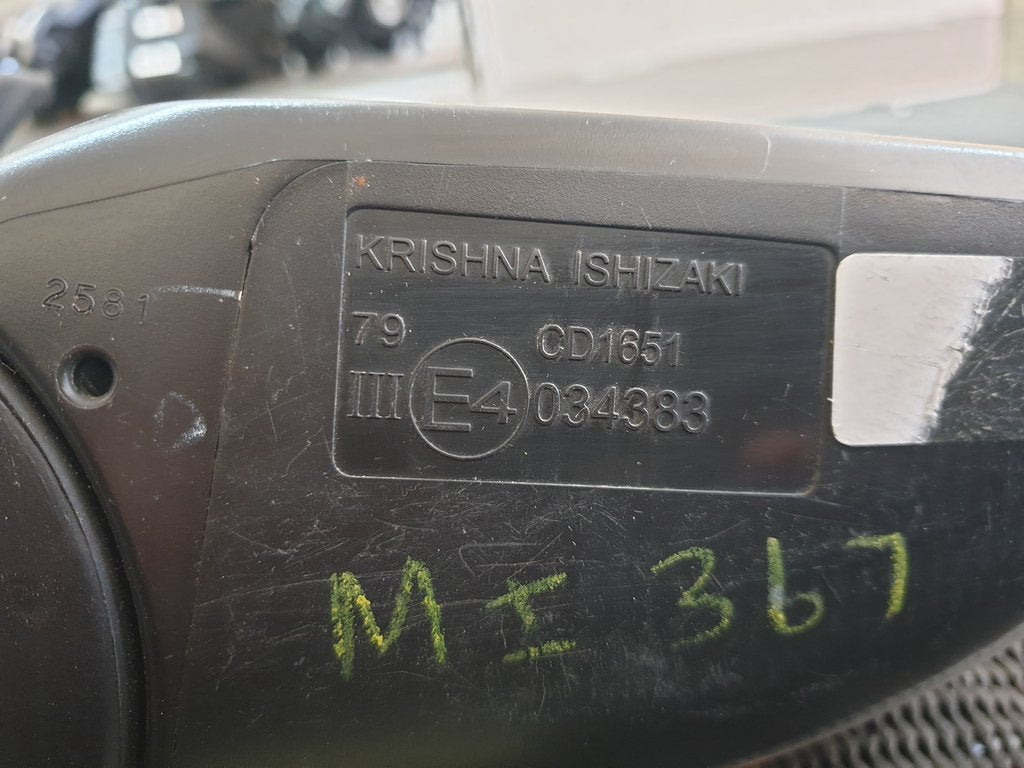 KRISHNA ISHIZAKI
2581
79 CD1651
III E4 034383
MI 367